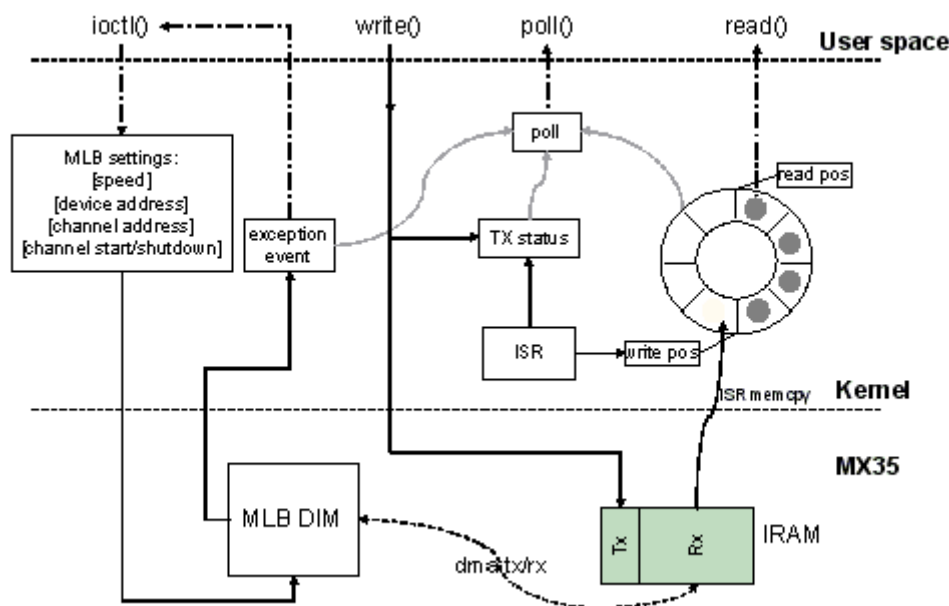 ioctl()
write()
poll()
read()
User space
MLB settings:
[speed]
[device address]
[channel address]
[channel start/shutdown]
exception
event
poll
TX status
read pos
ISR
write pos
ISR memcpy
Kernel
MX35
MLB DIM
Tx
Rx
IRAM
dma tx/rx